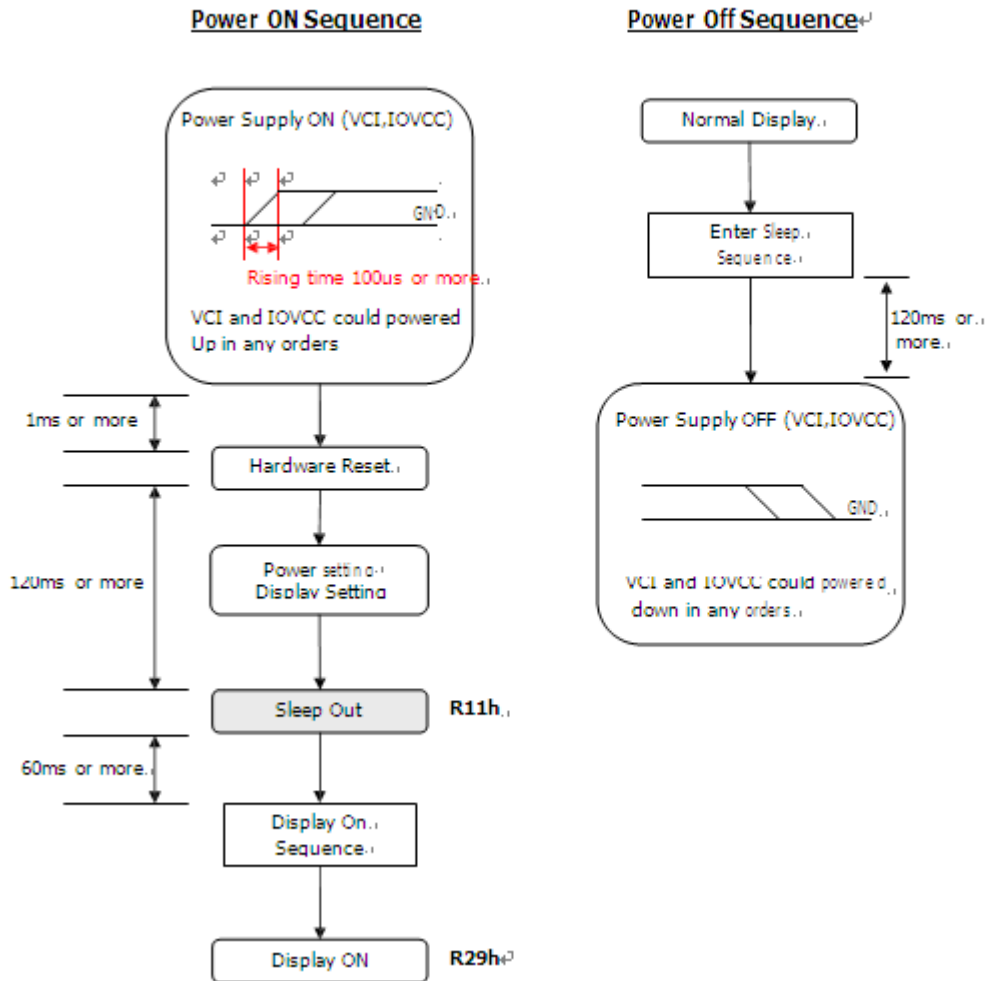 Power ON Sequence
Power Supply ON (VCI,IOVCC)
GND
Rising time 100us or more
VCI and IOVCC could powered
Up in any orders
1ms or more
Hardware Reset
120ms or more
Power setting
Display Setting
Sleep Out
R11h
60ms or more
Display On
Sequence
Display ON
R29h
Power Off Sequence
Normal Display
Enter Sleep
Sequence
120ms or
more
Power Supply OFF (VCI,IOVCC)
GND
VCI and IOVCC could powered
down in any orders